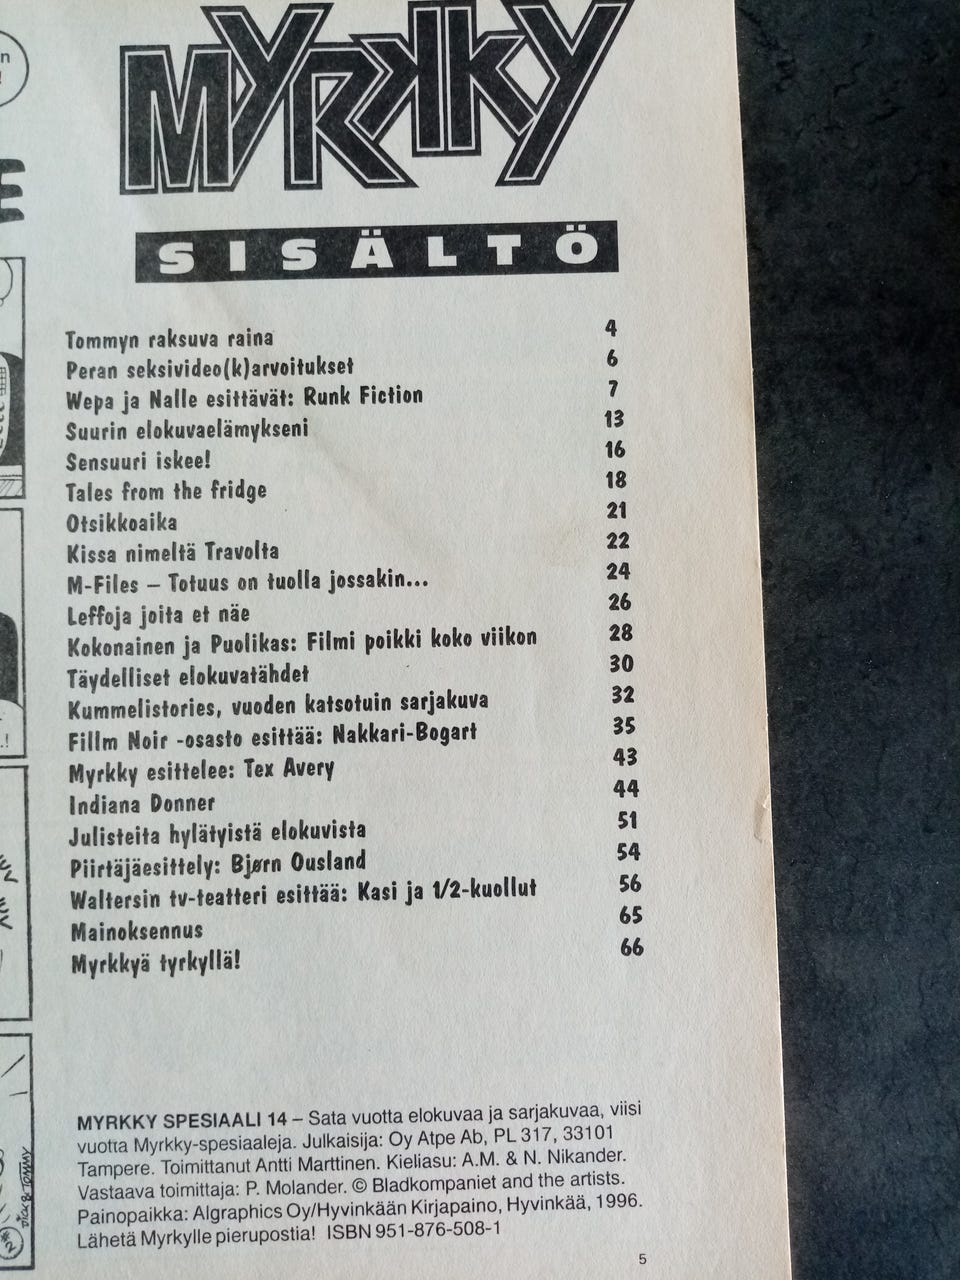 MYRKKY
SISÄLTÖ
Tommyn raksuva raina 4
Peran seksivideo(k)arvoitukset 6
Wepa ja Nalle esittävät: Runk Fiction 7
Suurin elokuvaelämykseni 13
Sensuuri iskee! 16
Tales from the fridge 18
Otsikkoaika 21
Kissa nimeltä Travolta 22
M-Files – Totuus on tuolla jossakin... 24
Leffoja joita et näe 26
Kokonainen ja Puolikas: Filmi poikki koko viikon 28
Täydelliset elokuvatähdet 30
Kummelistories, vuoden katsotuin sarjakuva 32
Fillm Noir -osasto esittää: Nakkari-Bogart 35
Myrkky esittelee: Tex Avery 43
Indiana Donner 44
Julisteita hylätyistä elokuvista 51
Piirtäjäesittely: Bjørn Ousland 54
Waltersin tv-teatteri esittää: Kasi ja 1/2-kuollut 56
Mainoksennus 65
Myrkkyä tyrkyllä! 66
MYRKKY SPESIAALI 14 – Sata vuotta elokuvaa ja sarjakuvaa, viisi
vuotta Myrkky-spesiaaleja. Julkaisija: Oy Atpe Ab, PL 317, 33101
Tampere. Toimittanut Antti Marttinen. Kieliasu: A.M. & N. Nikander.
Vastaava toimittaja: P. Molander. © Bladkompaniet and the artists.
Painopaikka: Algraphics Oy/Hyvinkään Kirjapaino, Hyvinkää, 1996.
Lähetä Myrkylle pierupostia! ISBN 951-876-508-1
5
DICK & TOMMY
#2